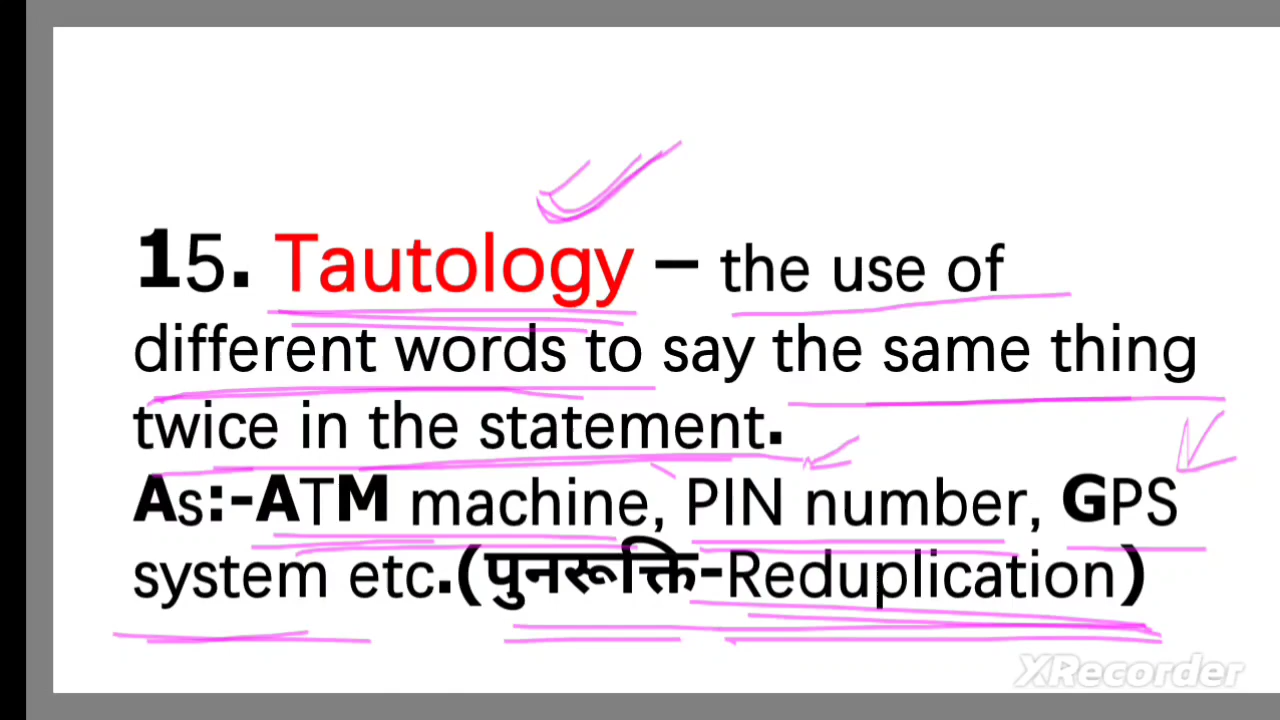 15. Tautology – the use of
different words to say the same thing
twice in the statement.
As:-ATM machine, PIN number, GPS
system etc.(पुनरूक्ति-Reduplication)
XRecorder